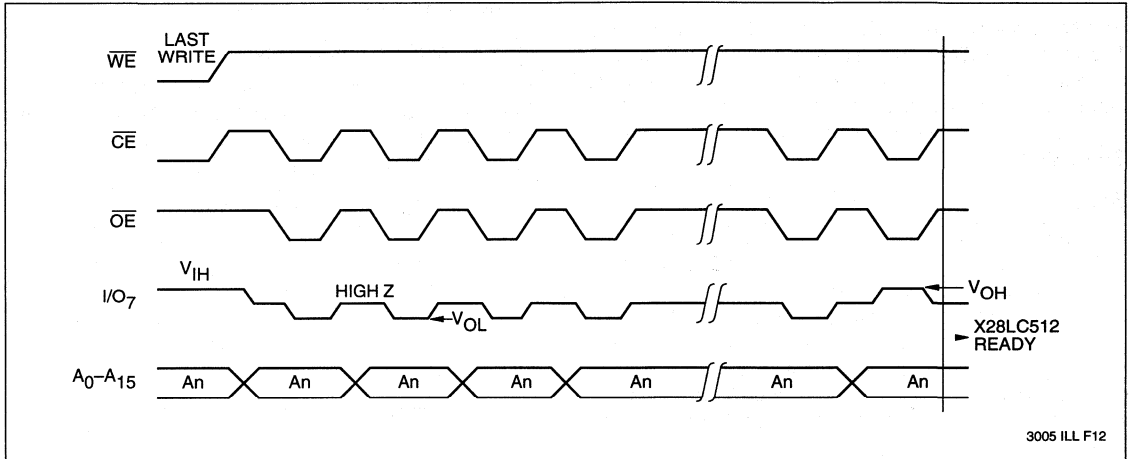 LAST
WRITE
WE
CE
OE
VIH
I/O7
HIGH Z
VOL
VOH
X28LC512
READY
A0–A15
An
An
An
An
An
An
An
3005 ILL F12